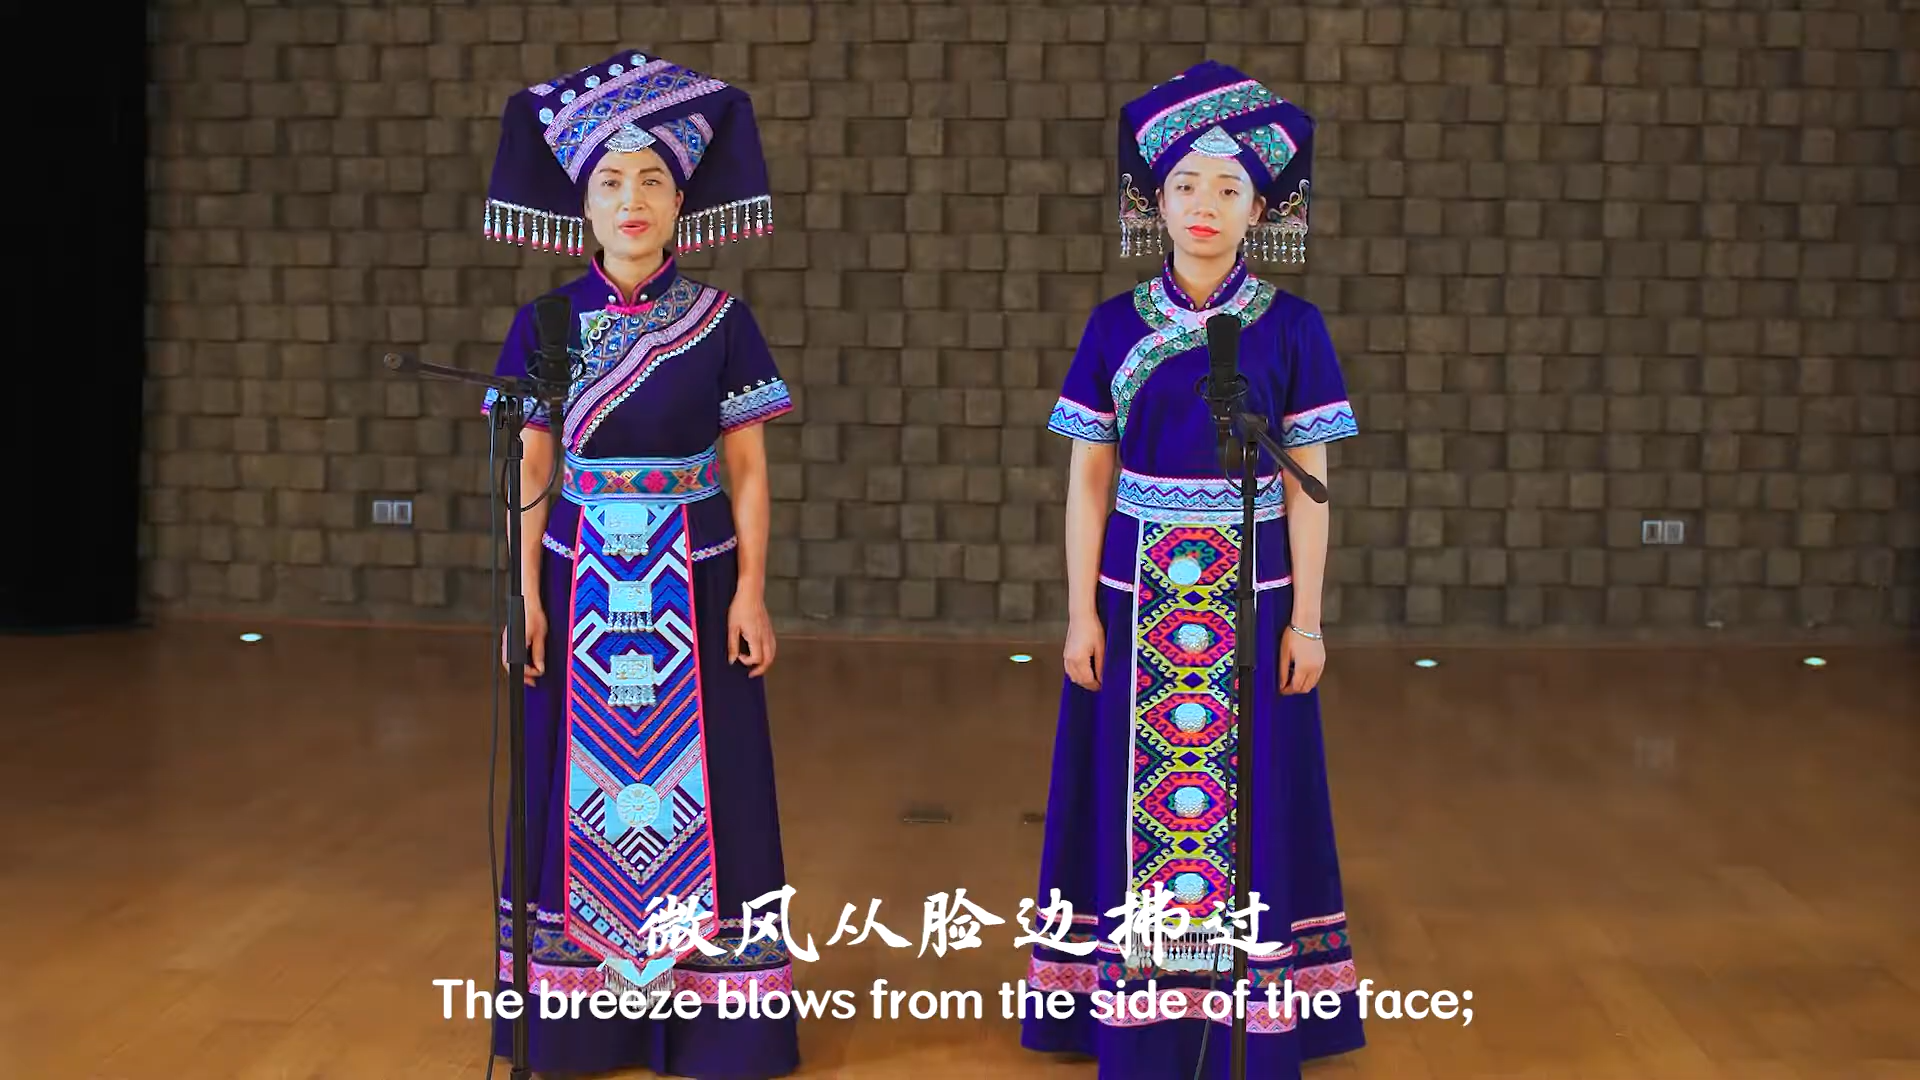 微风从脸边拂过
The breeze blows from the side of the face;